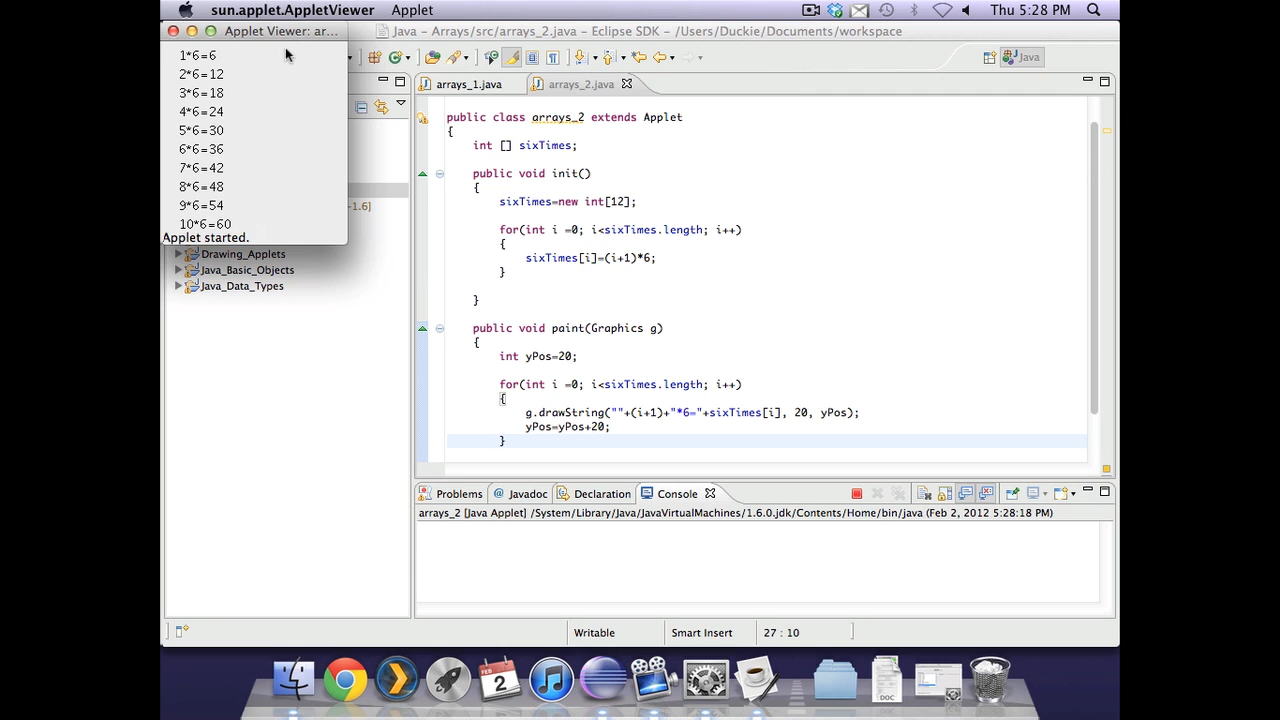 sun.applet.AppletViewer Applet Thu 5:28 PM
Applet Viewer: ar...
Java – Arrays/src/arrays_2.java – Eclipse SDK – /Users/Duckie/Documents/workspace
Java
1*6=6
2*6=12
3*6=18
4*6=24
5*6=30
6*6=36
7*6=42
8*6=48
9*6=54
10*6=60
Applet started.
-1.6]
Drawing_Applets
Java_Basic_Objects
Java_Data_Types
arrays_1.java arrays_2.java
public class arrays_2 extends Applet
{
int [] sixTimes;
public void init()
{
sixTimes=new int[12];
for(int i =0; i<sixTimes.length; i++)
{
sixTimes[i]=(i+1)*6;
}
}
public void paint(Graphics g)
{
int yPos=20;
for(int i =0; i<sixTimes.length; i++)
{
g.drawString(""+(i+1)+"*6="+sixTimes[i], 20, yPos);
yPos=yPos+20;
}
Problems @ Javadoc Declaration Console
arrays_2 [Java Applet] /System/Library/Java/JavaVirtualMachines/1.6.0.jdk/Contents/Home/bin/java (Feb 2, 2012 5:28:18 PM)
Writable Smart Insert 27 : 10
FEB
2
DOC